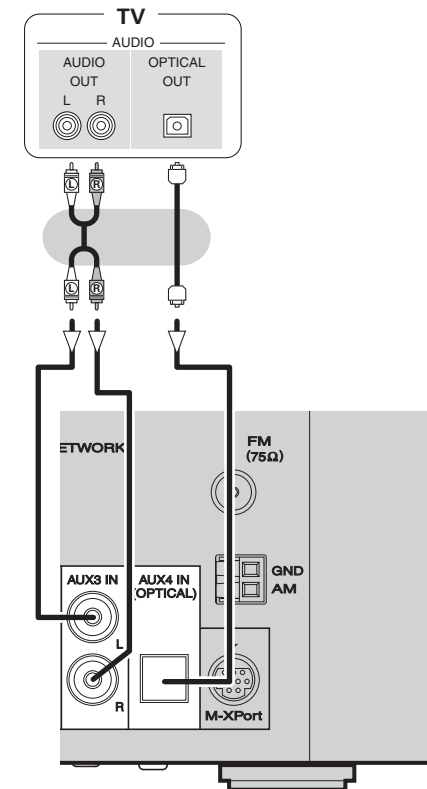 TV
AUDIO
AUDIO
OUT
OPTICAL
OUT
L R
L R
L R
ETWORK
FM
(75Ω)
GND
AM
AUX3 IN
AUX4 IN
(OPTICAL)
L
R
M-XPort